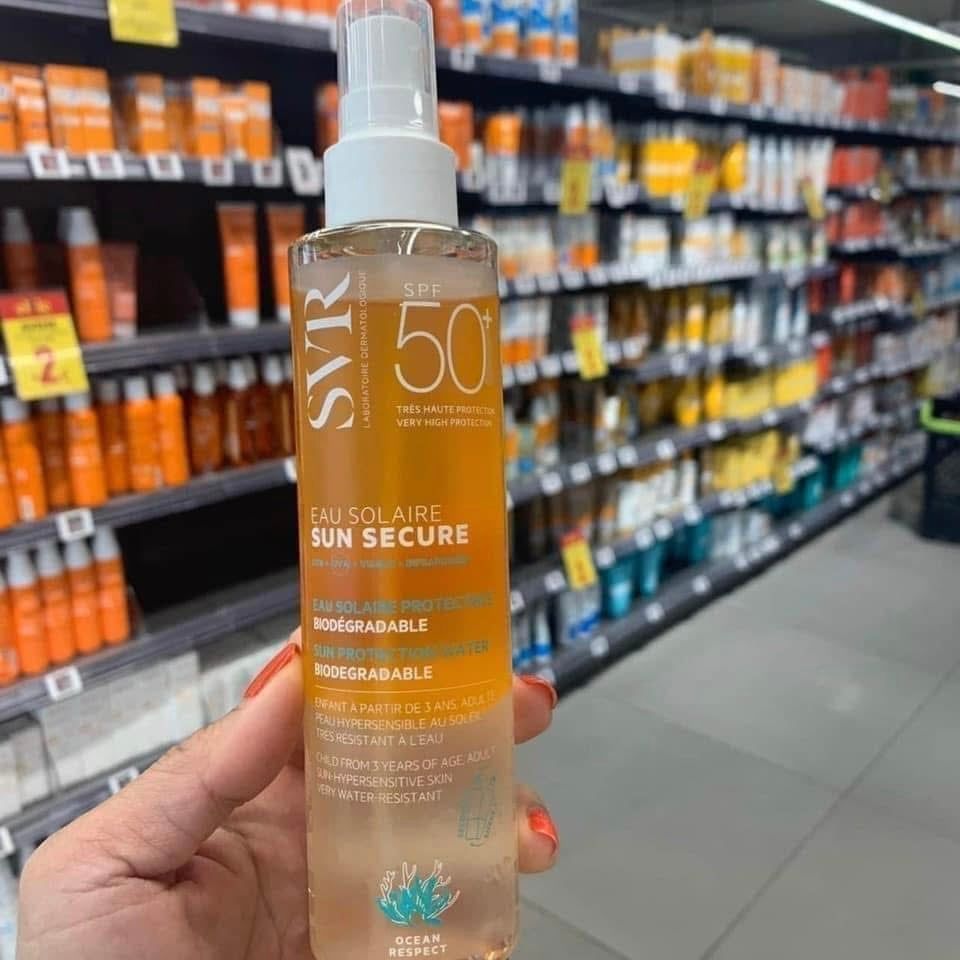 SVR
LABORATOIRE DERMATOLOGIQUE
SPF
50+
TRÈS HAUTE PROTECTION
VERY HIGH PROTECTION
EAU SOLAIRE
SUN SECURE
EAU SOLAIRE PROTECTRICE
BIODÉGRADABLE
SUN PROTECTION WATER
BIODEGRADABLE
ENFANT À PARTIR DE 3 ANS, ADULTE
PEAU HYPERSENSIBLE AU SOLEIL
TRÈS RÉSISTANT À L'EAU
CHILD FROM 3 YEARS OF AGE, ADULT
SUN-HYPERSENSITIVE SKIN
VERY WATER-RESISTANT
OCEAN
RESPECT
2